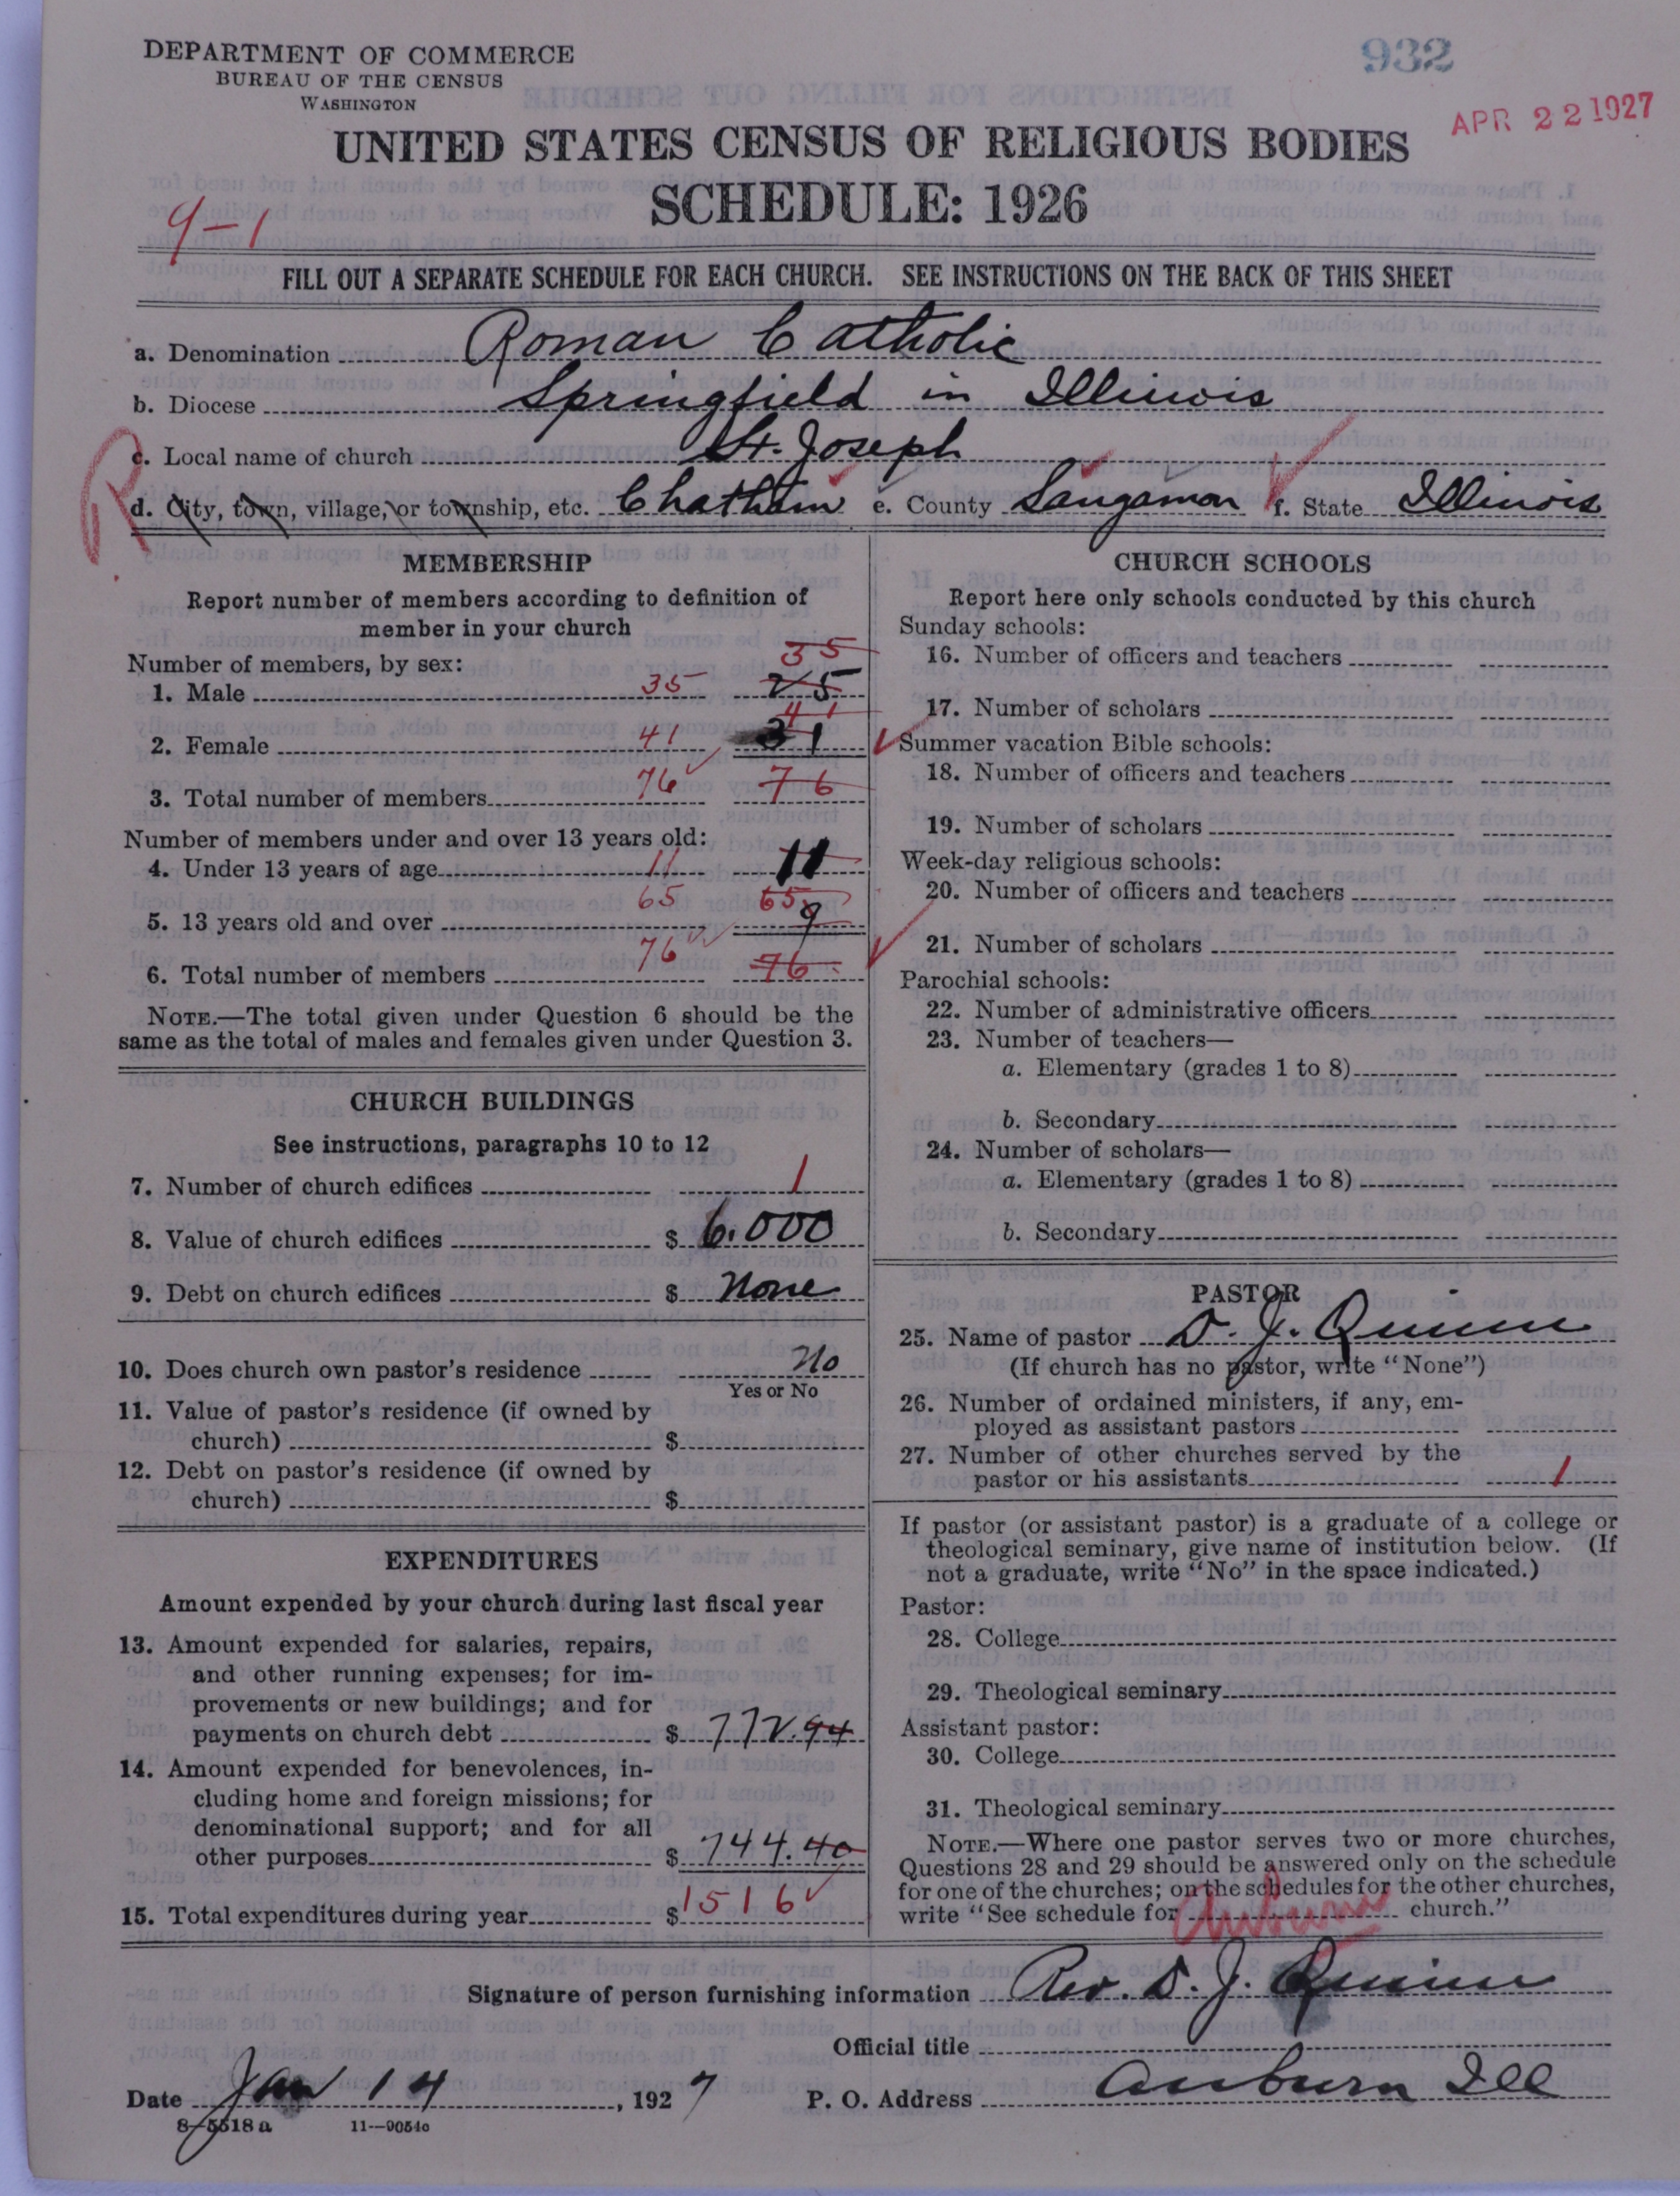 DEPARTMENT OF COMMERCE
BUREAU OF THE CENSUS
WASHINGTON
932
APR 22 1927
UNITED STATES CENSUS OF RELIGIOUS BODIES
SCHEDULE: 1926
9-1
FILL OUT A SEPARATE SCHEDULE FOR EACH CHURCH. SEE INSTRUCTIONS ON THE BACK OF THIS SHEET
a. Denomination Roman Catholic
b. Diocese Springfield in Illinois
c. Local name of church St. Joseph
R
d. City, town, village, or township, etc. Chatham e. County Sangamon f. State Illinois
MEMBERSHIP
Report number of members according to definition of
member in your church
Number of members, by sex:
35
1. Male 35 25
41
2. Female 41 31
3. Total number of members 76 76
Number of members under and over 13 years old:
4. Under 13 years of age 11 11
65 65
5. 13 years old and over 9
6. Total number of members 76 76
NOTE.—The total given under Question 6 should be the
same as the total of males and females given under Question 3.
CHURCH BUILDINGS
See instructions, paragraphs 10 to 12
7. Number of church edifices 1
8. Value of church edifices $ 6.000
9. Debt on church edifices $ None
10. Does church own pastor's residence No
Yes or No
11. Value of pastor's residence (if owned by
church) $
12. Debt on pastor's residence (if owned by
church) $
EXPENDITURES
Amount expended by your church during last fiscal year
13. Amount expended for salaries, repairs,
and other running expenses; for im-
provements or new buildings; and for
payments on church debt $ 772.94
14. Amount expended for benevolences, in-
cluding home and foreign missions; for
denominational support; and for all
other purposes $ 744.40
15. Total expenditures during year $ 1516
CHURCH SCHOOLS
Report here only schools conducted by this church
Sunday schools:
16. Number of officers and teachers
17. Number of scholars
Summer vacation Bible schools:
18. Number of officers and teachers
19. Number of scholars
Week-day religious schools:
20. Number of officers and teachers
21. Number of scholars
Parochial schools:
22. Number of administrative officers
23. Number of teachers—
a. Elementary (grades 1 to 8)
b. Secondary
24. Number of scholars—
a. Elementary (grades 1 to 8)
b. Secondary
PASTOR
25. Name of pastor D. J. Quinn
(If church has no pastor, write "None")
26. Number of ordained ministers, if any, em-
ployed as assistant pastors
27. Number of other churches served by the
pastor or his assistants 1
If pastor (or assistant pastor) is a graduate of a college or
theological seminary, give name of institution below. (If
not a graduate, write "No" in the space indicated.)
Pastor:
28. College
29. Theological seminary
Assistant pastor:
30. College
31. Theological seminary
NOTE.—Where one pastor serves two or more churches,
Questions 28 and 29 should be answered only on the schedule
for one of the churches; on the schedules for the other churches,
write "See schedule for Auburn church."
Signature of person furnishing information Rev. D. J. Quinn
Official title
Date Jan 14, 1927 P. O. Address Auburn Ill
8-5518a 11-9054o